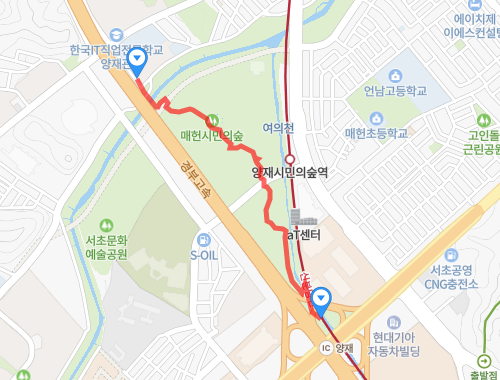 에이치제
이에스컨설팅
한국IT직업전문학교
양재관
언남고등학교
매헌시민의숲
여의천
매헌초등학교
고인돌
근린공원
양재시민의숲역
경부고속
서초문화
예술공원
S-OIL
aT센터
서초공영
CNG충전소
현대기아
자동차빌딩
IC 양재
출발점